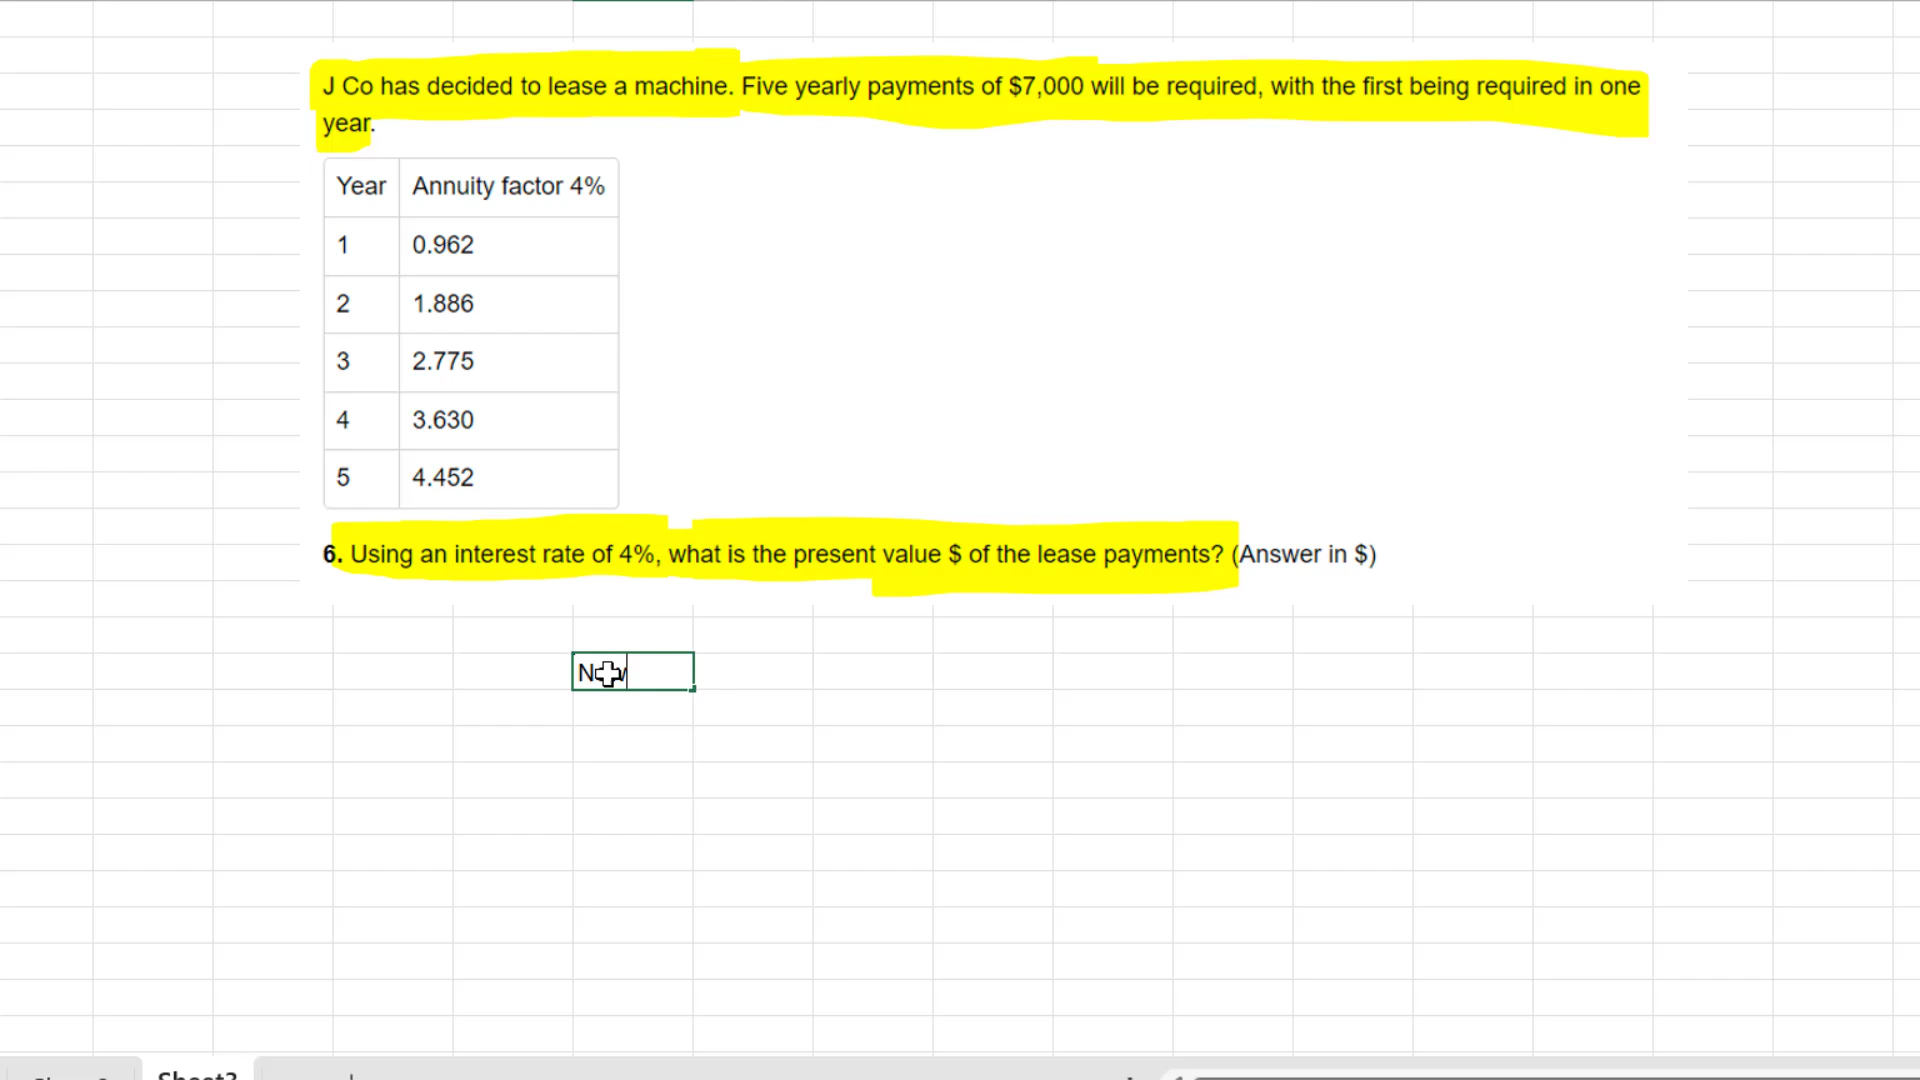 J Co has decided to lease a machine. Five yearly payments of $7,000 will be required, with the first being required in one
year.
Year Annuity factor 4%
1 0.962
2 1.886
3 2.775
4 3.630
5 4.452
6. Using an interest rate of 4%, what is the present value $ of the lease payments? (Answer in $)
Sheet3